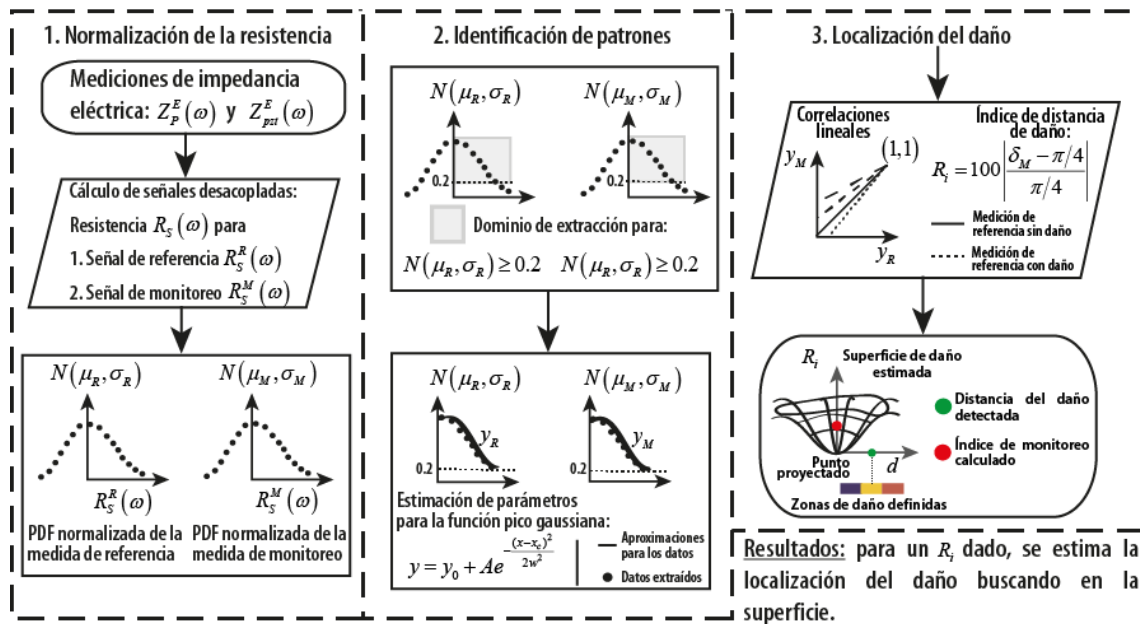 1. Normalización de la resistencia
Mediciones de impedancia
eléctrica: Z_P^E(ω) y Z_{pzt}^E(ω)
Cálculo de señales desacopladas:
Resistencia R_S(ω) para
1. Señal de referencia R_S^R(ω)
2. Señal de monitoreo R_S^M(ω)
N(μ_R, σ_R) N(μ_M, σ_M)
R_S^R(ω) R_S^M(ω)
PDF normalizada de la
medida de referencia
PDF normalizada de la
medida de monitoreo
2. Identificación de patrones
N(μ_R, σ_R) N(μ_M, σ_M)
0.2 0.2
Dominio de extracción para:
N(μ_R, σ_R) ≥ 0.2 N(μ_R, σ_R) ≥ 0.2
N(μ_R, σ_R) N(μ_M, σ_M)
y_R y_M
0.2 0.2
Estimación de parámetros
para la función pico gaussiana:
y = y_0 + Ae^{-\frac{(x-x_c)^2}{2w^2}}
Aproximaciones
para los datos
Datos extraídos
3. Localización del daño
Correlaciones
lineales
y_M
(1,1)
y_R
Índice de distancia
de daño:
R_i = 100|\frac{δ_M − π/4}{π/4}|
Medición de
referencia sin daño
Medición de
referencia con daño
R_i
Superficie de daño
estimada
Punto
proyectado
d
Zonas de daño definidas
Distancia del daño
detectada
Índice de monitoreo
calculado
Resultados: para un R_i dado, se estima la
localización del daño buscando en la
superficie.